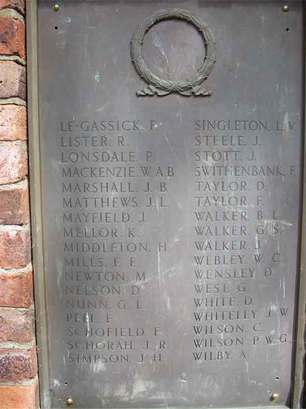 LE-GASSICK. F
LISTER. R.
LONSDALE. P.
MACKENZIE. W.A.B
MARSHALL. J. B
MATTHEWS. J. L
MAYFIELD. J.
MELLOR. K.
MIDDLETON. H.
MILLS. F. F.
NEWTON. M
NELSON. D.
NUNN. G. L.
PEEL. F.
SCHOFIELD. E.
SCHORAH. J. R
SIMPSON. J. H
SINGLETON. L. V.
STEELE. J.
STOTT. J.
SWITHENBANK. F.
TAYLOR. D.
TAYLOR. F.
WALKER. B. L.
WALKER. G. S.
WALKER. J.
WEBLEY. W. C.
WENSLEY. D.
WEST. G.
WHITE. D.
WHITELEY. J. W
WILSON. C.
WILSON. P. W. G.
WILBY. A